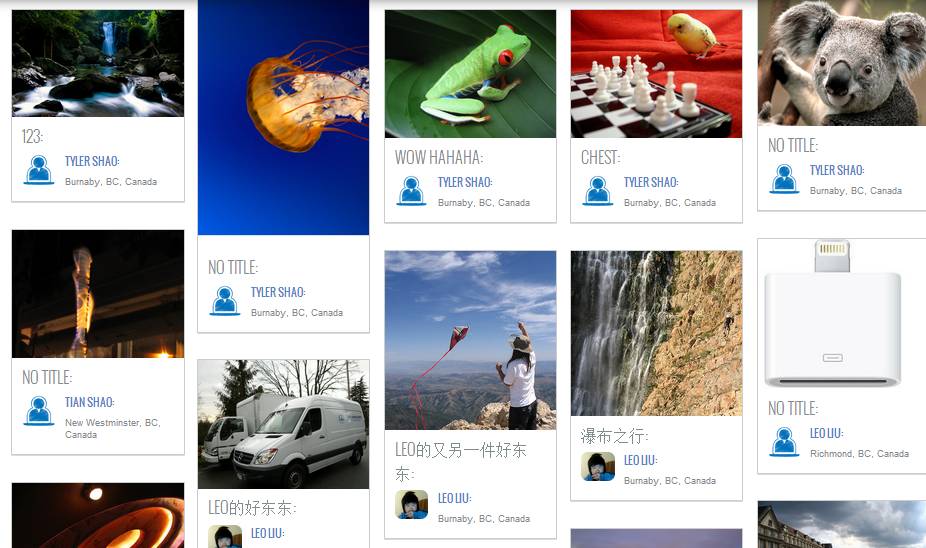 123:
TYLER SHAO:
Burnaby, BC, Canada
NO TITLE:
TIAN SHAO:
New Westminster, BC,
Canada
NO TITLE:
TYLER SHAO:
Burnaby, BC, Canada
LEO的好东东:
LEO LIU:
WOW HAHAHA:
TYLER SHAO:
Burnaby, BC, Canada
LEO的又另一件好东
东:
LEO LIU:
Burnaby, BC, Canada
CHEST:
TYLER SHAO:
Burnaby, BC, Canada
瀑布之行:
LEO LIU:
Burnaby, BC, Canada
NO TITLE:
TYLER SHAO:
Burnaby, BC, Canada
NO TITLE:
LEO LIU:
Richmond, BC, Canada